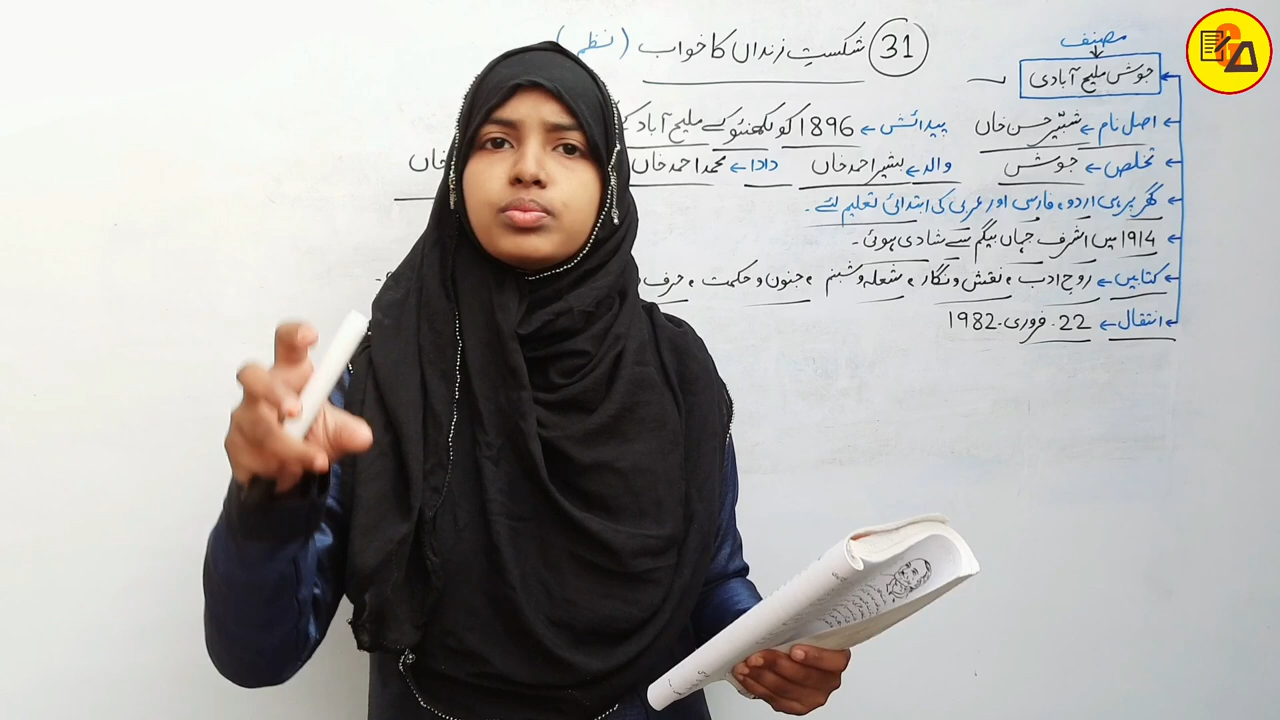 مصنف
31 شکستِ زنداں کا خواب (نظم)
جوش ملیح آبادی
اصل نام ← شبیر حسن خاں پیدائش ← 1896 کو لکھنؤ کے ملیح آباد
تخلص ← جوش والد ← بشیر احمد خاں دادا ← محمد احمد خاں خاں
گھر پر ہی اردو، فارسی اور عربی کی ابتدائی تعلیم لئے۔
1914 میں اشرف جہاں بیگم سے شادی ہوئی۔
کتابیں ← روح ادب، نقش و نگار، شعلہ و شبنم، جنون و حکمت، حرف و
انتقال ← 22۔ فروری۔ 1982